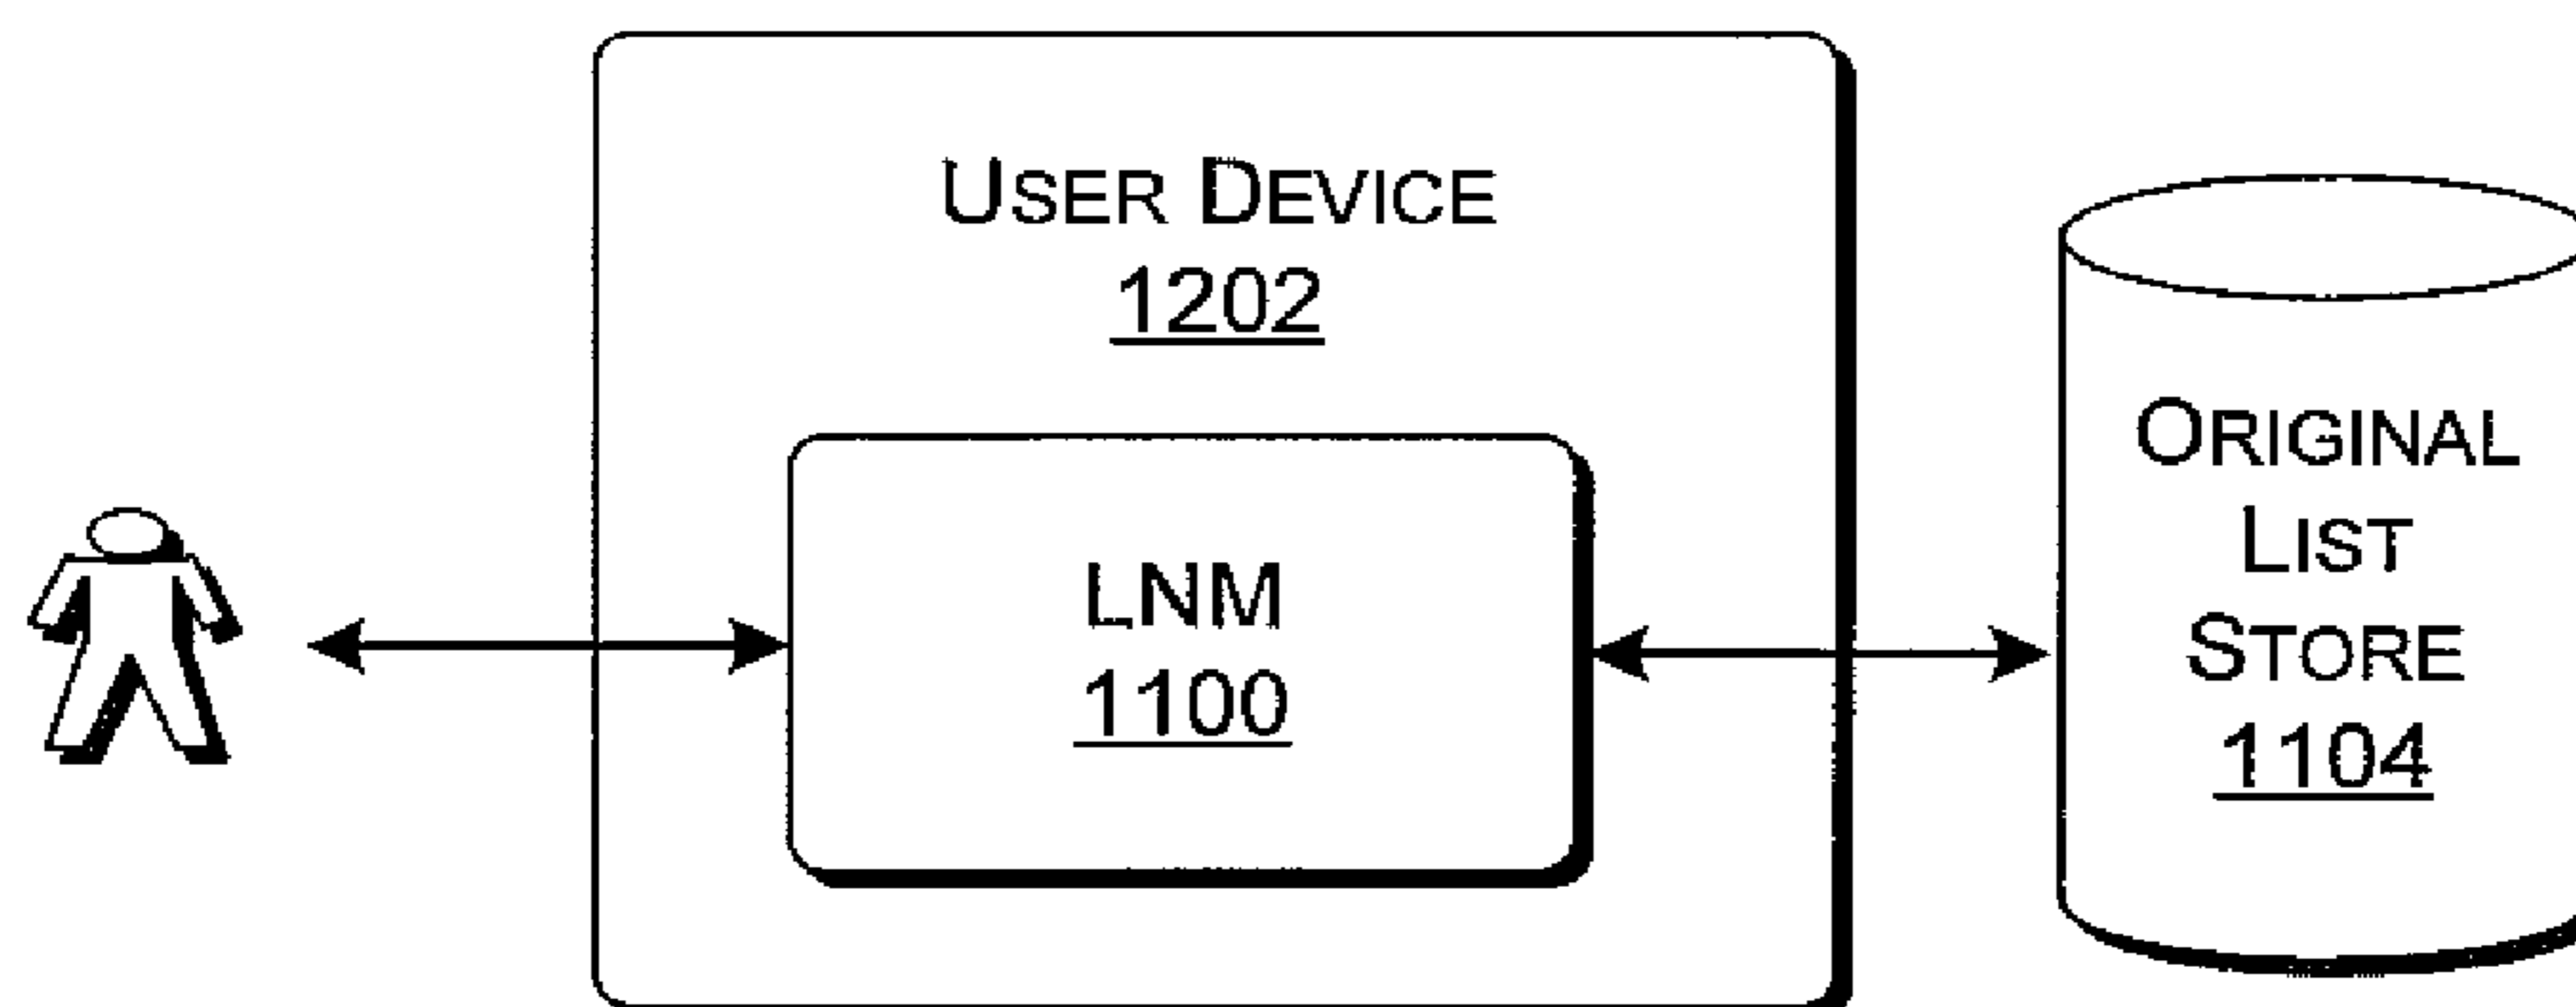 USER DEVICE
1202
LNM
1100
ORIGINAL
LIST
STORE
1104